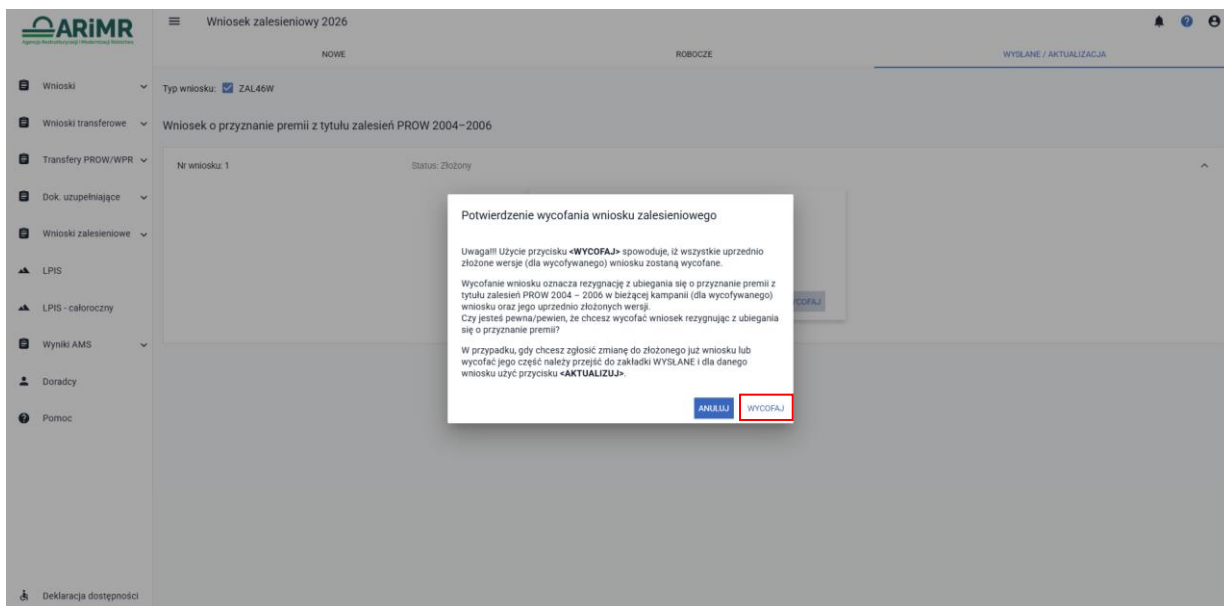 ARiMR
Agencja Restrukturyzacji i Modernizacji Rolnictwa
Wniosek zalesieniowy 2026
NOWE
ROBOCZE
WYSŁANE / AKTUALIZACJA
Wnioski
Wnioski transferowe
Transfery PROW/WPR
Dok. uzupełniające
Wnioski zalesieniowe
LPIS
LPIS - całoroczny
Wyniki AMS
Doradcy
Pomoc
Deklaracja dostępności
Typ wniosku: ZAL46W
Wniosek o przyznanie premii z tytułu zalesień PROW 2004–2006
Nr wniosku: 1
Status: Złożony
Potwierdzenie wycofania wniosku zalesieniowego
Uwaga!!! Użycie przycisku <WYCOFAJ> spowoduje, iż wszystkie uprzednio
złożone wersje (dla wycofywanego) wniosku zostaną wycofane.
Wycofanie wniosku oznacza rezygnację z ubiegania się o przyznanie premii z
tytułu zalesień PROW 2004 – 2006 w bieżącej kampanii (dla wycofywanego)
wniosku oraz jego uprzednio złożonych wersji.
Czy jesteś pewna/pewien, że chcesz wycofać wniosek rezygnując z ubiegania
się o przyznanie premii?
W przypadku, gdy chcesz zgłosić zmianę do złożonego już wniosku lub
wycofać jego część należy przejść do zakładki WYSŁANE i dla danego
wniosku użyć przycisku <AKTUALIZUJ>.
ANULUJ
WYCOFAJ
COFAJ